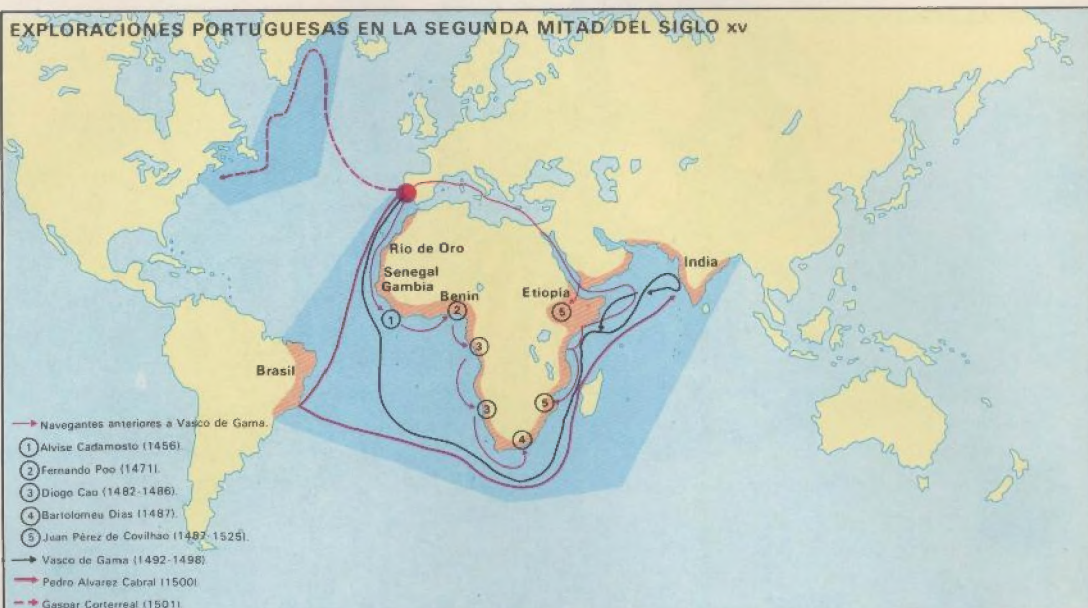 EXPLORACIONES PORTUGUESAS EN LA SEGUNDA MITAD DEL SIGLO XV
Rio de Oro
Senegal
Gambia
Benin
Etiopia
India
1
2
5
3
Brasil
3
5
4
Navegantes anteriores a Vasco de Gama.
1 Alvise Cadamosto (1456).
2 Fernando Poo (1471).
3 Diogo Cao (1482-1486).
4 Bartolomeu Dias (1487).
5 Juan Pérez de Covilhao (1487-1525).
Vasco de Gama (1492-1498)
Pedro Alvarez Cabral (1500)
Gaspar Corterreal (1501)